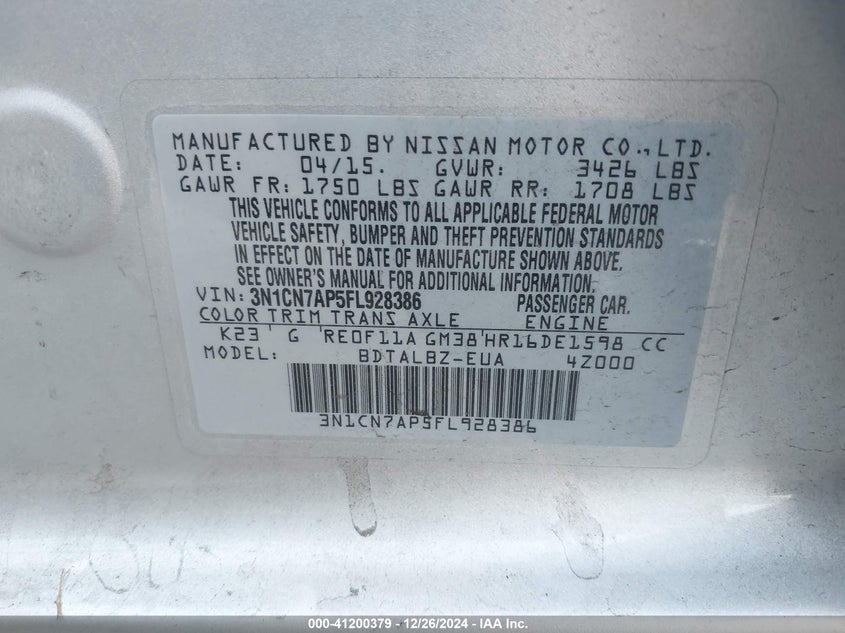 MANUFACTURED BY NISSAN MOTOR CO.,LTD.
DATE: 04/15. GVWR: 3426 LBS
GAWR FR: 1750 LBS GAWR RR: 1708 LBS
THIS VEHICLE CONFORMS TO ALL APPLICABLE FEDERAL MOTOR
VEHICLE SAFETY, BUMPER AND THEFT PREVENTION STANDARDS
IN EFFECT ON THE DATE OF MANUFACTURE SHOWN ABOVE.
SEE OWNER'S MANUAL FOR ADDITIONAL INFORMATION.
VIN: 3N1CN7AP5FL928386 PASSENGER CAR.
COLOR TRIM TRANS AXLE ENGINE
K23 ' G 'RE0F11A GM38'HR16DE1598 CC
MODEL: BDTALBZ-EUA 4Z000
3N1CN7AP5FL928386
000-41200379 - 12/26/2024 - IAA Inc.